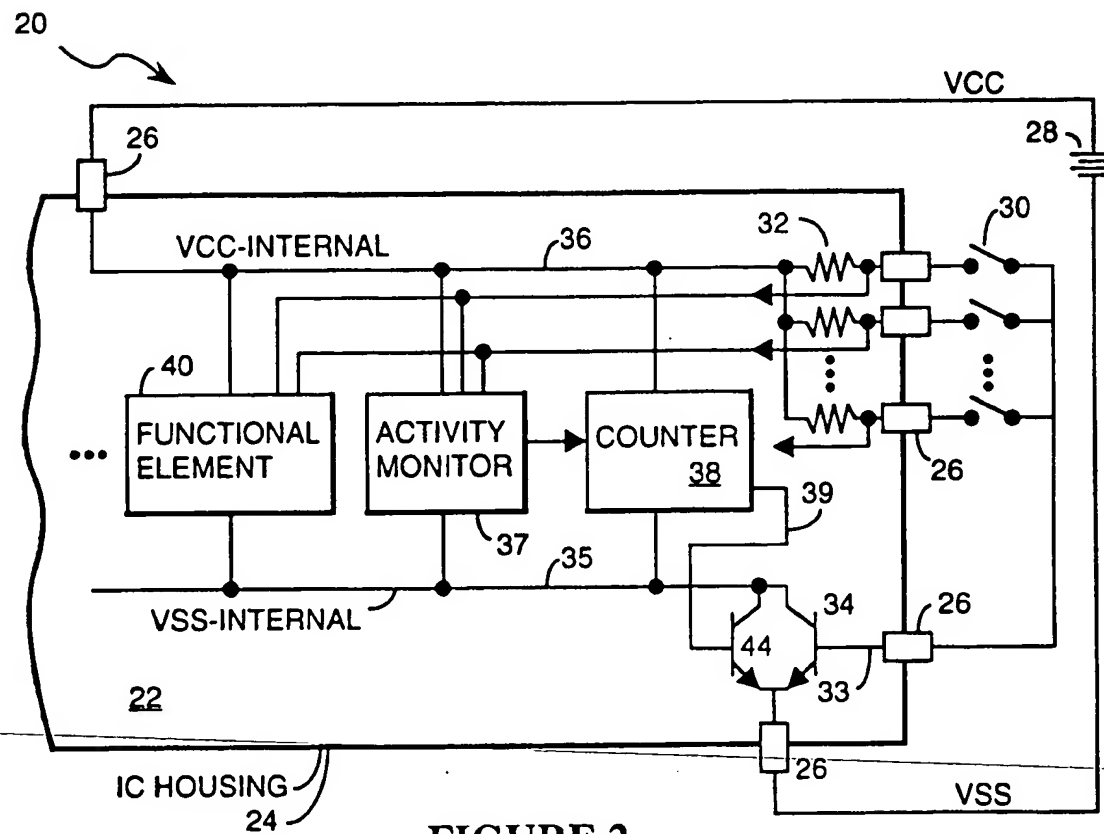 20
VCC
28
26
VCC-INTERNAL
36
32
30
40
FUNCTIONAL
ELEMENT
ACTIVITY
MONITOR
COUNTER
38
26
37
39
35
VSS-INTERNAL
34
44
26
33
22
26
IC HOUSING
24
VSS
FIGURE 2